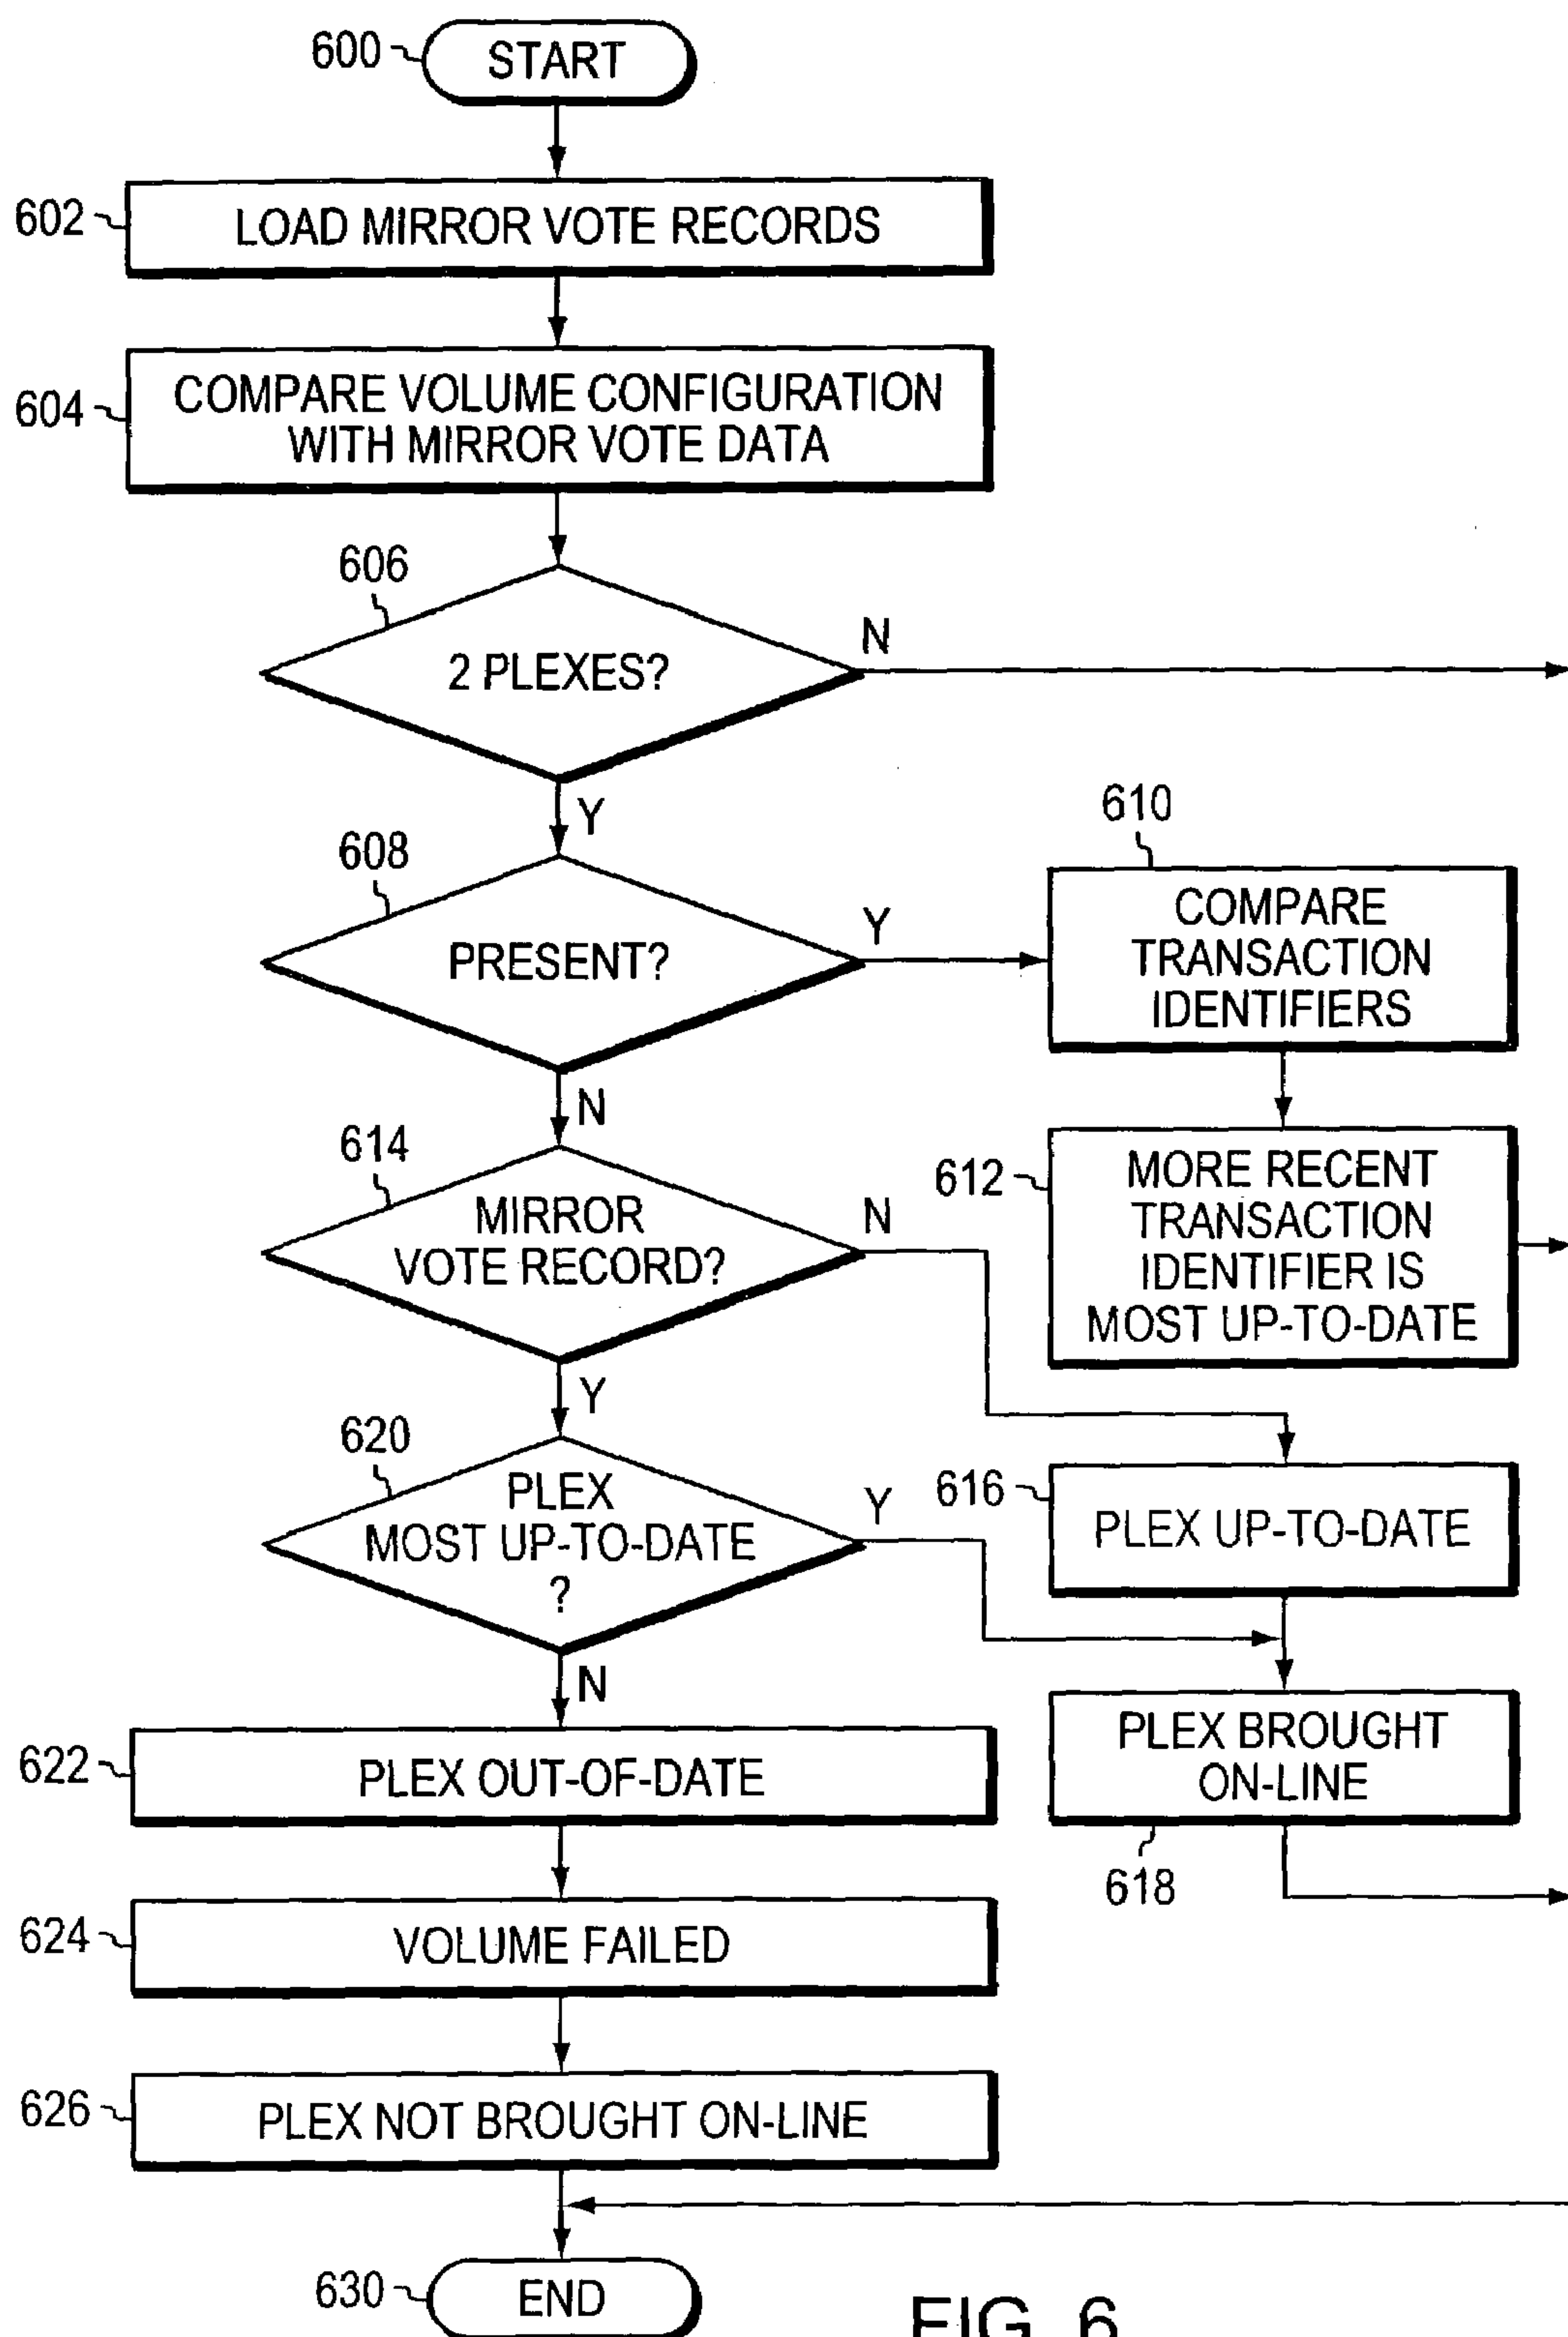 600
START
602
LOAD MIRROR VOTE RECORDS
604
COMPARE VOLUME CONFIGURATION
WITH MIRROR VOTE DATA
606
2 PLEXES?
N
Y
608
PRESENT?
Y
N
610
COMPARE
TRANSACTION
IDENTIFIERS
612
MORE RECENT
TRANSACTION
IDENTIFIER IS
MOST UP-TO-DATE
614
MIRROR
VOTE RECORD?
N
Y
616
PLEX UP-TO-DATE
620
PLEX
MOST UP-TO-DATE
?
Y
N
PLEX BROUGHT
ON-LINE
618
622
PLEX OUT-OF-DATE
624
VOLUME FAILED
626
PLEX NOT BROUGHT ON-LINE
630
END
FIG. 6